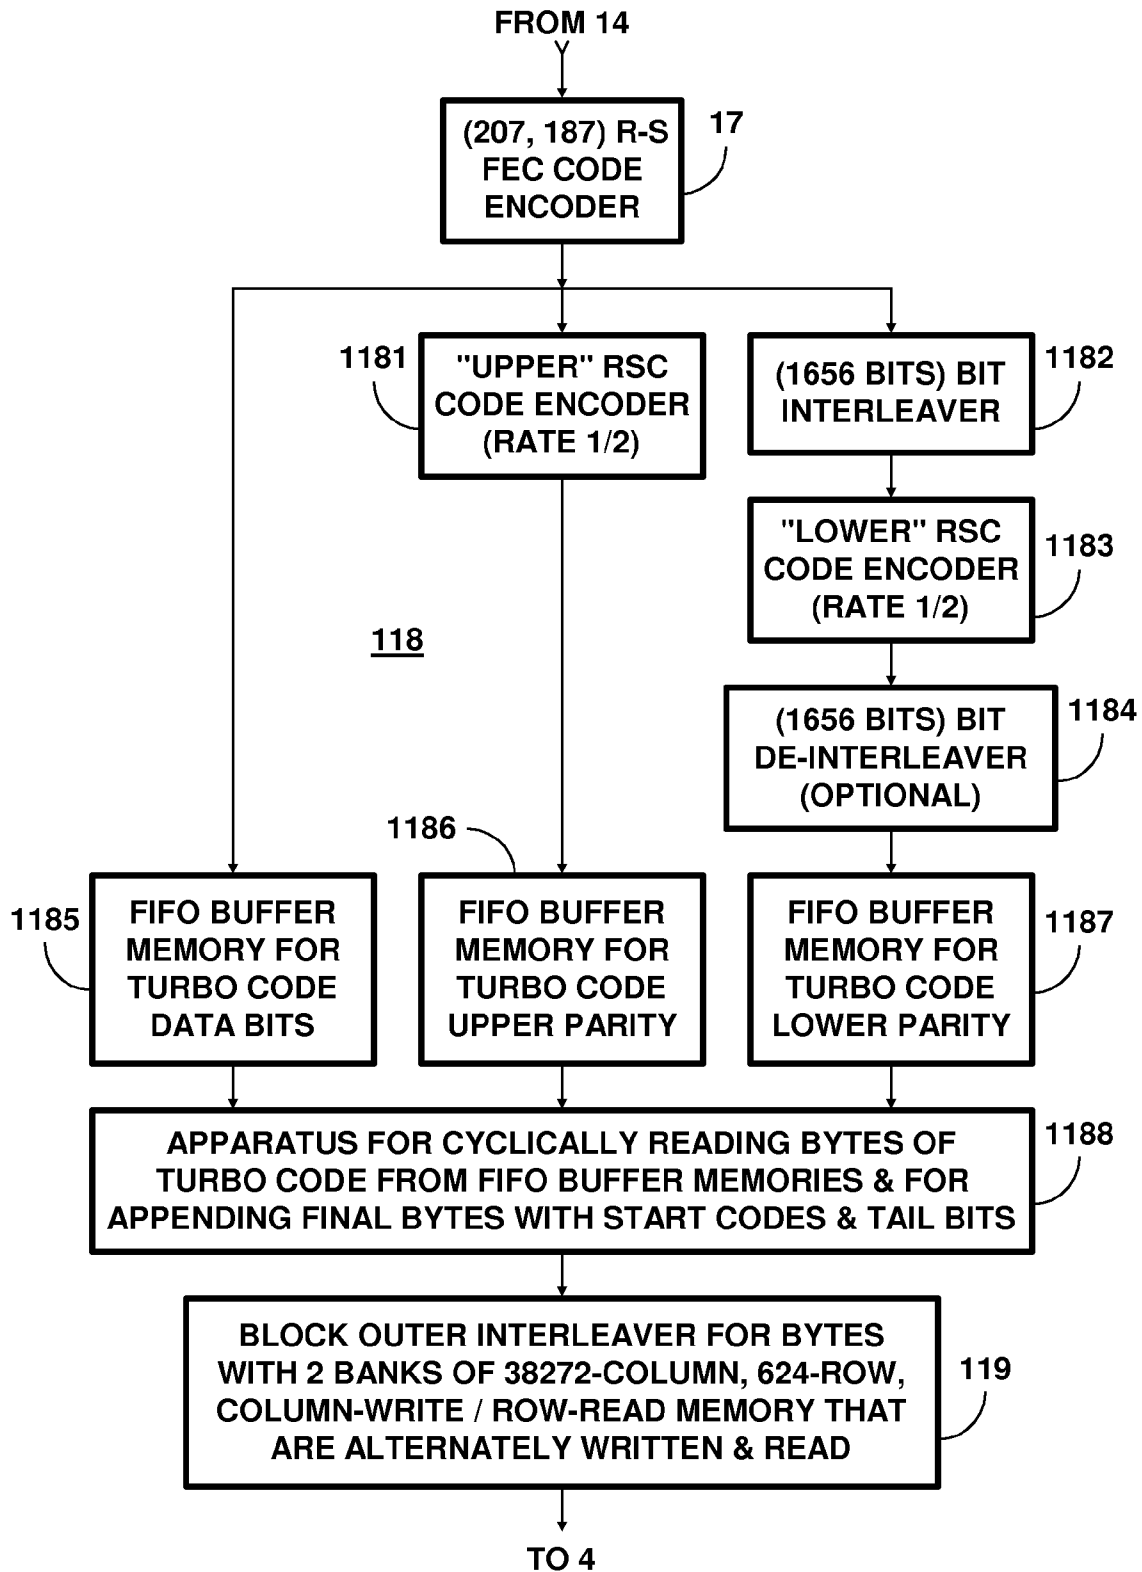 FROM 14
(207, 187) R-S
FEC CODE
ENCODER
17
"UPPER" RSC
CODE ENCODER
(RATE 1/2)
1181
(1656 BITS) BIT
INTERLEAVER
1182
"LOWER" RSC
CODE ENCODER
(RATE 1/2)
1183
118
(1656 BITS) BIT
DE-INTERLEAVER
(OPTIONAL)
1184
1185
FIFO BUFFER
MEMORY FOR
TURBO CODE
DATA BITS
1186
FIFO BUFFER
MEMORY FOR
TURBO CODE
UPPER PARITY
FIFO BUFFER
MEMORY FOR
TURBO CODE
LOWER PARITY
1187
APPARATUS FOR CYCLICALLY READING BYTES OF
TURBO CODE FROM FIFO BUFFER MEMORIES & FOR
APPENDING FINAL BYTES WITH START CODES & TAIL BITS
1188
BLOCK OUTER INTERLEAVER FOR BYTES
WITH 2 BANKS OF 38272-COLUMN, 624-ROW,
COLUMN-WRITE / ROW-READ MEMORY THAT
ARE ALTERNATELY WRITTEN & READ
119
TO 4